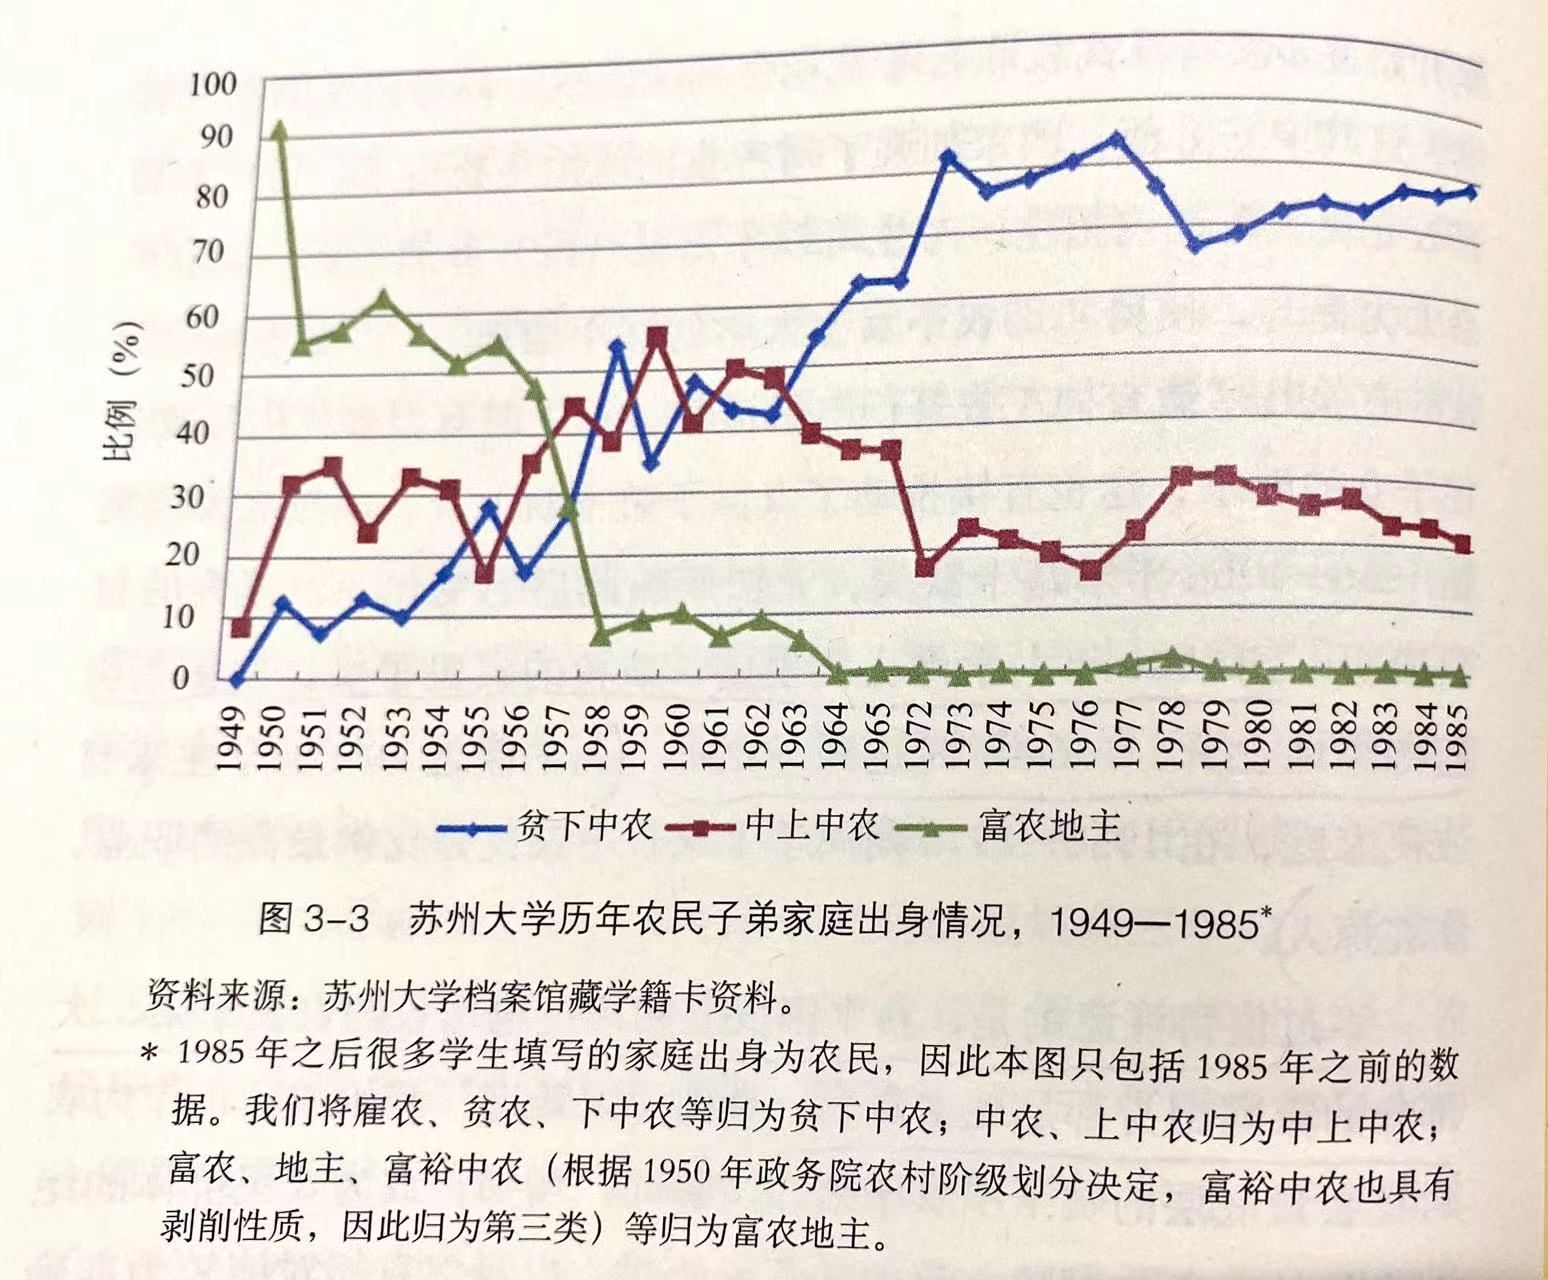 100
90
80
70
60
50
40
30
20
10
0
比例（%）
1949 1950 1951 1952 1953 1954 1955 1956 1957 1958 1959 1960 1961 1962 1963 1964 1965 1972 1973 1974 1975 1976 1977 1978 1979 1980 1981 1982 1983 1984 1985
贫下中农 中上中农 富农地主
图 3-3 苏州大学历年农民子弟家庭出身情况，1949—1985*
资料来源：苏州大学档案馆藏学籍卡资料。
* 1985 年之后很多学生填写的家庭出身为农民，因此本图只包括 1985 年之前的数
据。我们将雇农、贫农、下中农等归为贫下中农；中农、上中农归为中上中农；
富农、地主、富裕中农（根据 1950 年政务院农村阶级划分决定，富裕中农也具有
剥削性质，因此归为第三类）等归为富农地主。